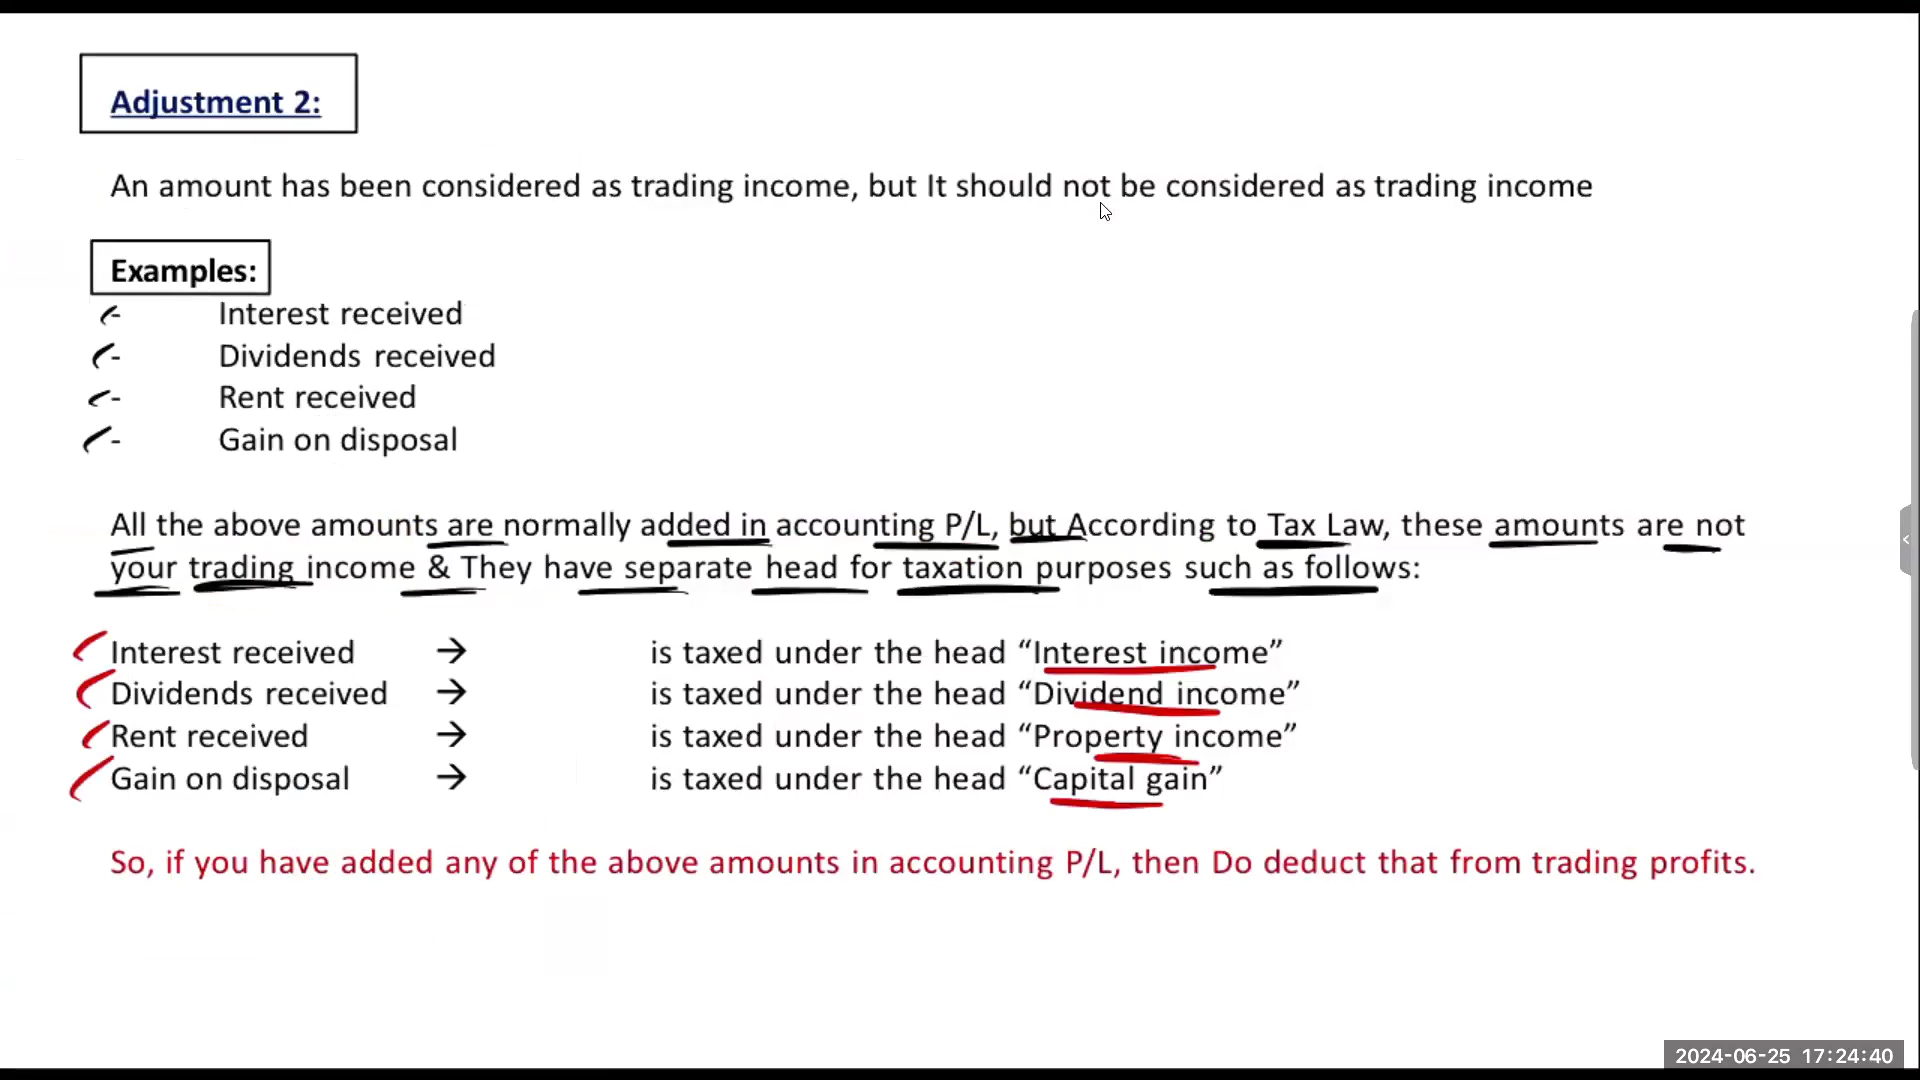 Adjustment 2:
An amount has been considered as trading income, but It should not be considered as trading income
Examples:
- Interest received
- Dividends received
- Rent received
- Gain on disposal
All the above amounts are normally added in accounting P/L, but According to Tax Law, these amounts are not
your trading income & They have separate head for taxation purposes such as follows:
Interest received → is taxed under the head “Interest income”
Dividends received → is taxed under the head “Dividend income”
Rent received → is taxed under the head “Property income”
Gain on disposal → is taxed under the head “Capital gain”
So, if you have added any of the above amounts in accounting P/L, then Do deduct that from trading profits.
2024-06-25 17:24:40